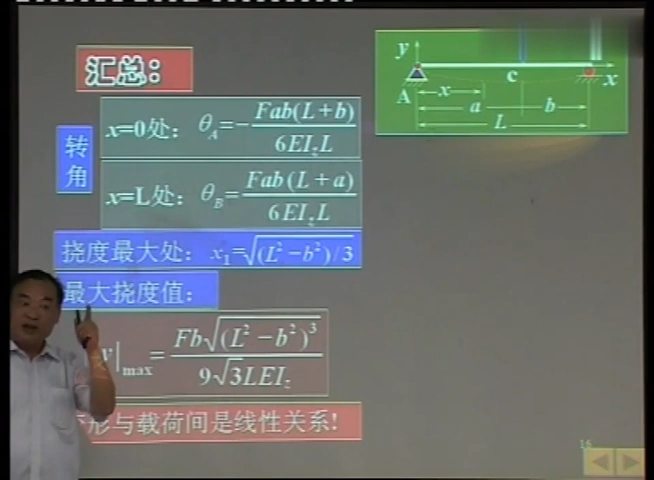 汇总：
转角
x=0处： θ_A=-Fab(L+b)/6EI_zL
x=L处： θ_B=Fab(L+a)/6EI_zL
挠度最大处： x₁=√(L²-b²)/3
最大挠度值：
|max = Fb√(L²-b²)³/9√3LEI_z
形与载荷间是线性关系!
y
A
x
c
x
a
b
L
16